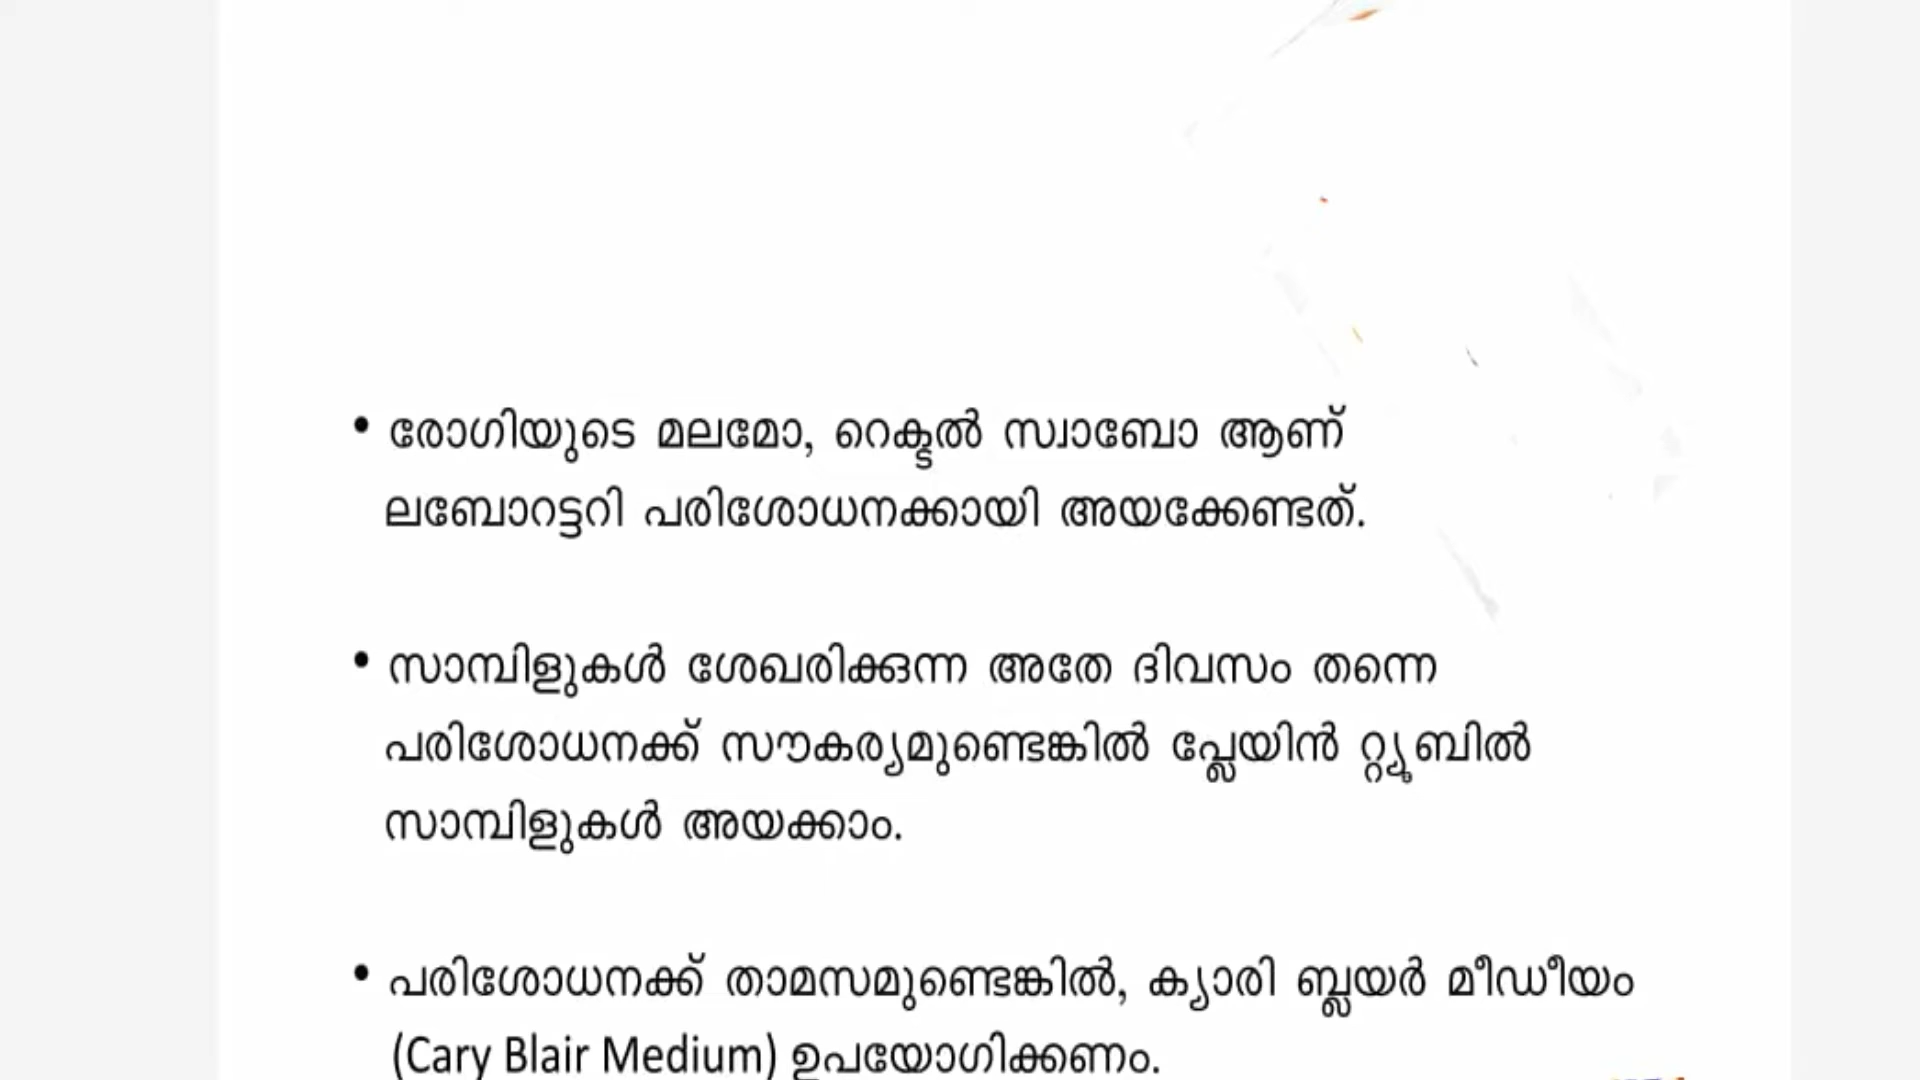 • രോഗിയുടെ മലമോ, റെക്ടൽ സ്വാബോ ആണ്
ലബോറട്ടറി പരിശോധനക്കായി അയക്കേണ്ടത്.
• സാമ്പിളുകൾ ശേഖരിക്കുന്ന അതേ ദിവസം തന്നെ
പരിശോധനക്ക് സൗകര്യമുണ്ടെങ്കിൽ പ്ലേയിൻ റ്റ്യൂബിൽ
സാമ്പിളുകൾ അയക്കാം.
• പരിശോധനക്ക് താമസമുണ്ടെങ്കിൽ, ക്യാരി ബ്ലയർ മീഡീയം
(Cary Blair Medium) ഉപയോഗിക്കണം.